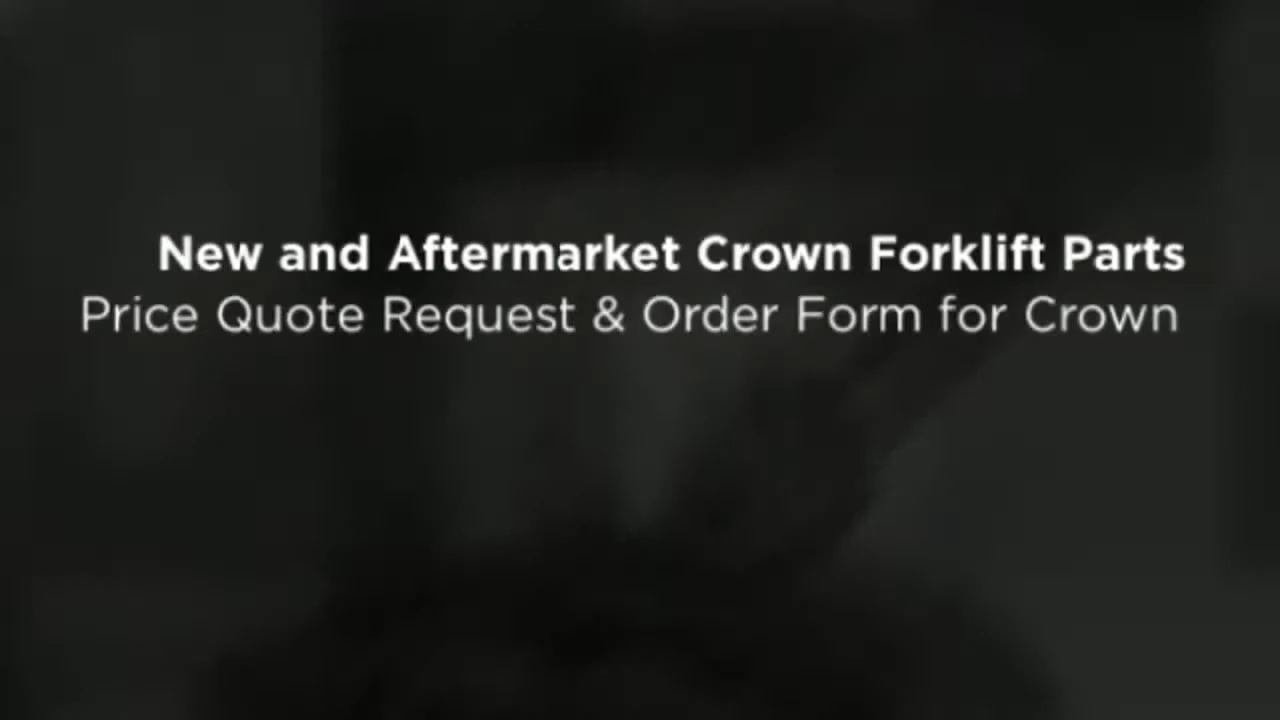 New and Aftermarket Crown Forklift Parts
Price Quote Request & Order Form for Crown